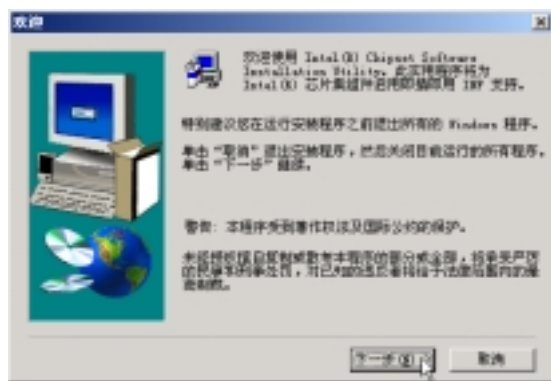 欢迎
欢迎使用 Intel(R) Chipset Software
Installation Utility。此实用程序将为
Intel(R) 芯片集组件启用即插即用 INF 支持。
特别建议您在运行安装程序之前退出所有的 Windows 程序。
单击“取消”退出安装程序，然后关闭目前运行的所有程序。
单击“下一步”继续。
警告: 本程序受到著作权法及国际公约的保护。
未经授权擅自复制或散布本程序的部分或全部，将承受严厉
的民事和刑事处罚，对已知的违反者将给予法律范围内的最
下一步(N)
取消